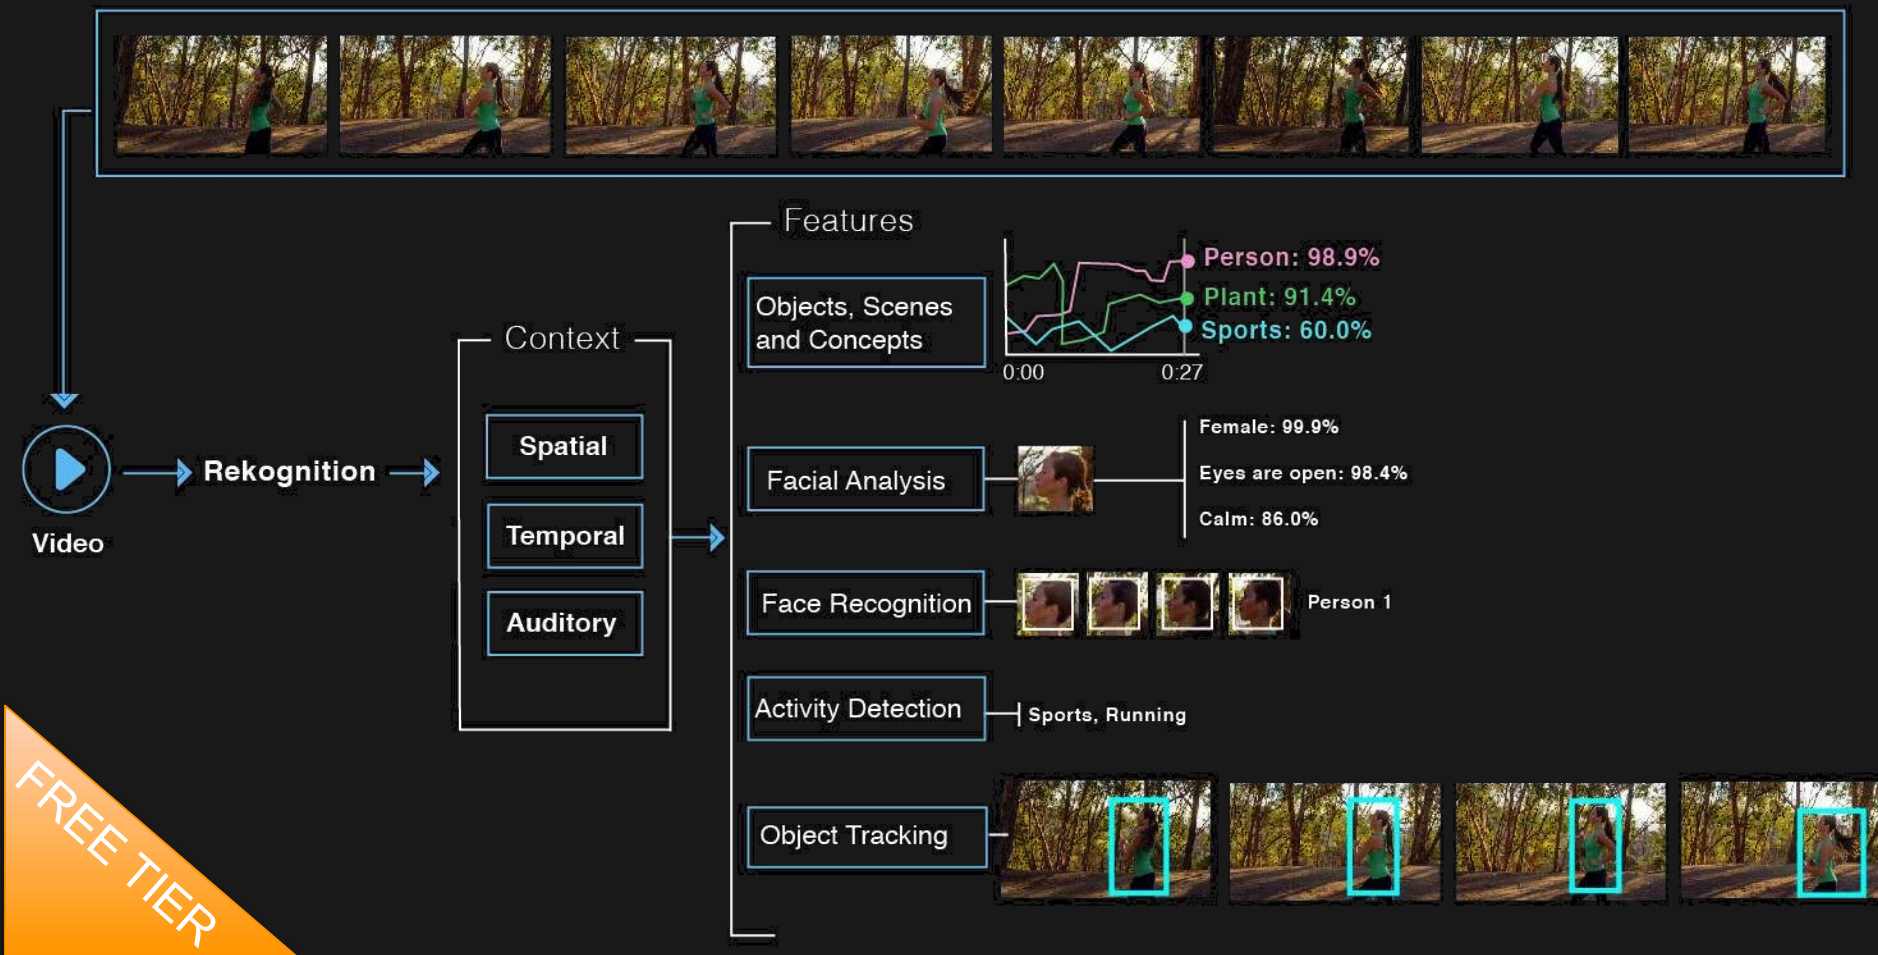 Features
Person: 98.9%
Plant: 91.4%
Sports: 60.0%
Objects, Scenes
and Concepts
0:00
0:27
Context
Spatial
Temporal
Auditory
Rekognition
Video
Female: 99.9%
Facial Analysis
Eyes are open: 98.4%
Calm: 86.0%
Face Recognition
Person 1
Activity Detection
Sports, Running
Object Tracking
FREE TIER